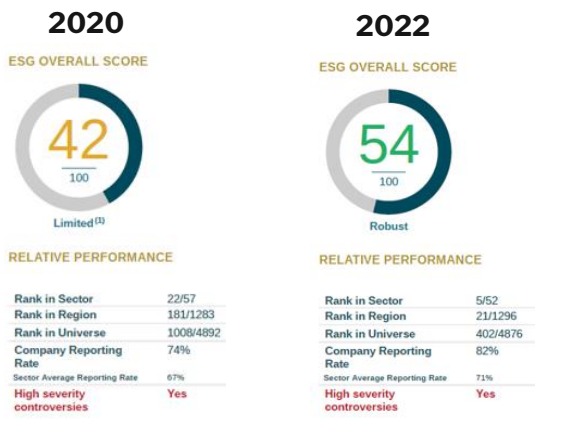 2020
ESG OVERALL SCORE
42
100
Limited (1)
RELATIVE PERFORMANCE
Rank in Sector 22/57
Rank in Region 181/1283
Rank in Universe 1008/4892
Company Reporting 74%
Rate
Sector Average Reporting Rate 67%
High severity Yes
controversies
2022
ESG OVERALL SCORE
54
100
Robust
RELATIVE PERFORMANCE
Rank in Sector 5/52
Rank in Region 21/1296
Rank in Universe 402/4876
Company Reporting 82%
Rate
Sector Average Reporting Rate 71%
High severity Yes
controversies